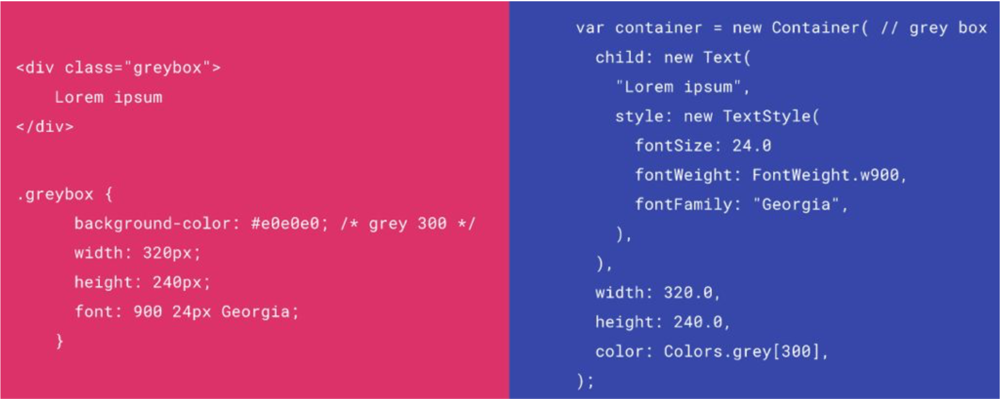 <div class="greybox">
    Lorem ipsum
</div>
.greybox {
      background-color: #e0e0e0; /* grey 300 */
      width: 320px;
      height: 240px;
      font: 900 24px Georgia;
    }
var container = new Container( // grey box
  child: new Text(
    "Lorem ipsum",
    style: new TextStyle(
      fontSize: 24.0
      fontWeight: FontWeight.w900,
      fontFamily: "Georgia",
    ),
  ),
  width: 320.0,
  height: 240.0,
  color: Colors.grey[300],
);